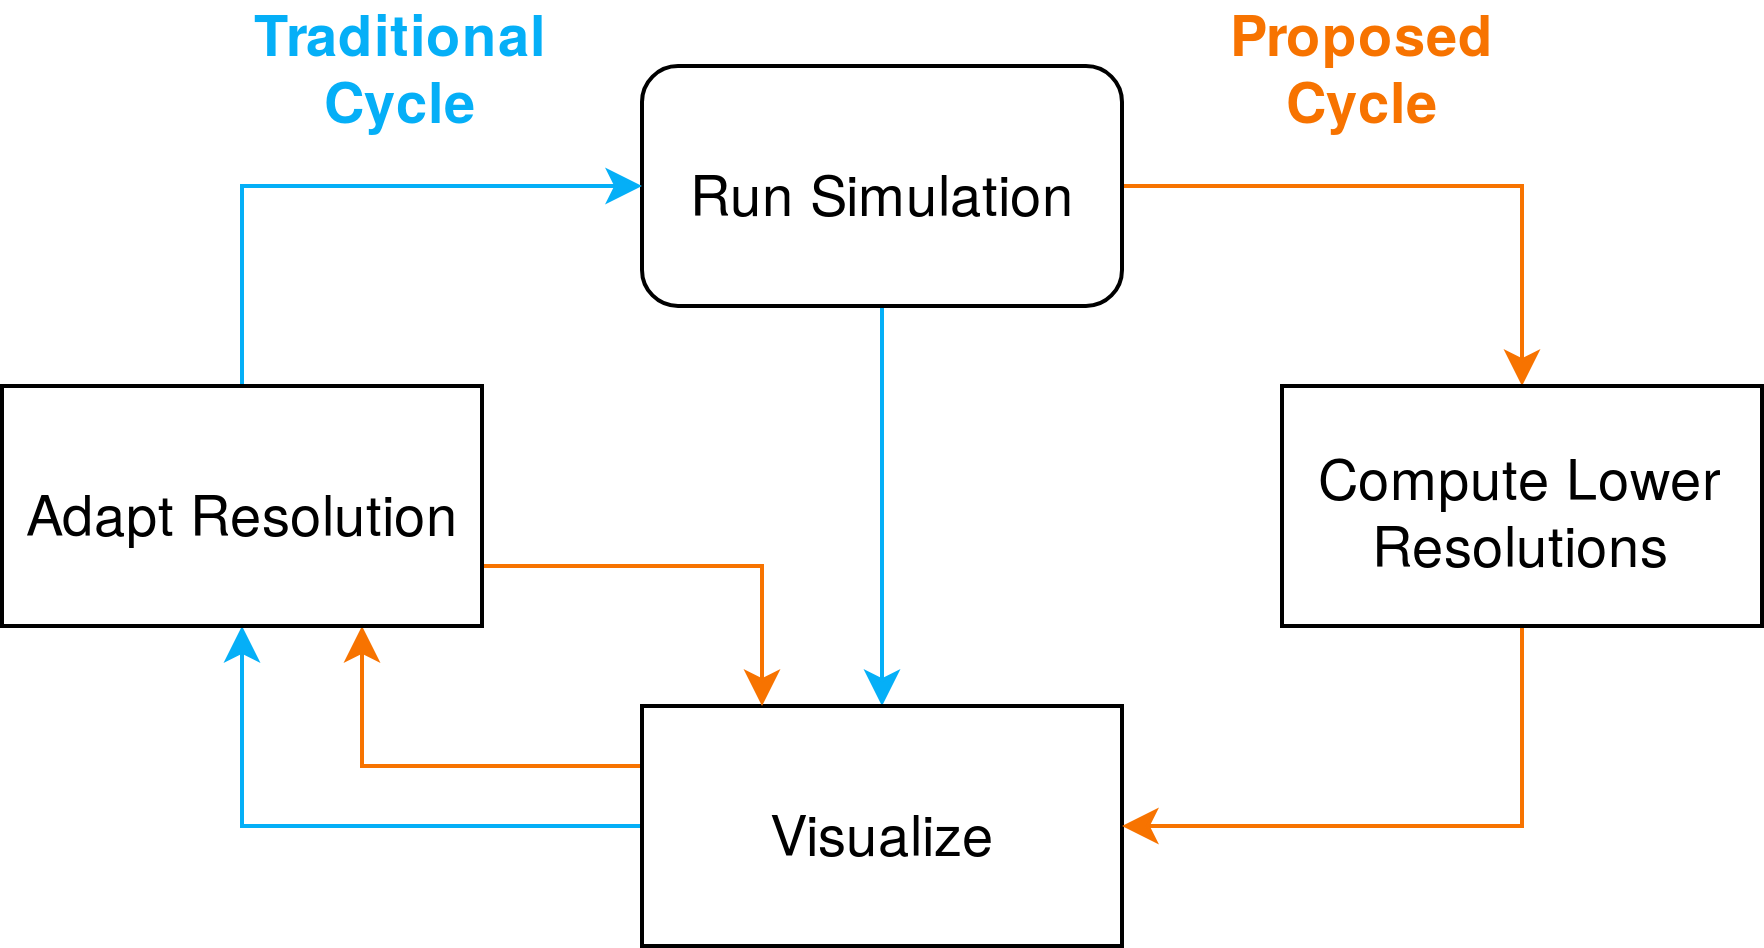 Traditional
Cycle
Proposed
Cycle
Run Simulation
Adapt Resolution
Compute Lower
Resolutions
Visualize